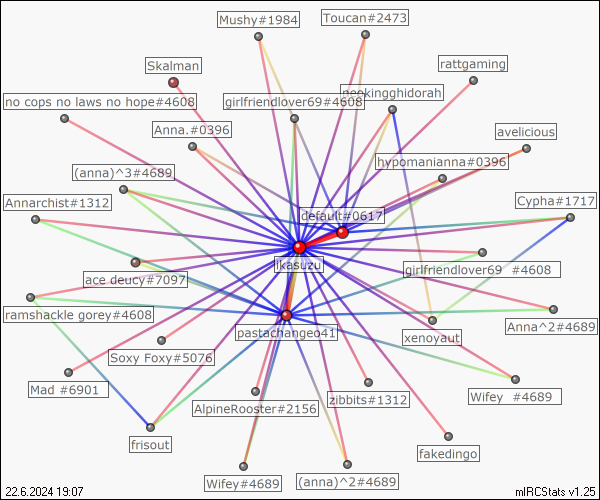 Mushy#1984
Toucan#2473
Skalman
rattgaming
no cops no laws no hope#4608
girlfriendlover69#4608
neokingghidorah
Anna.#0396
avelicious
hypomanianna#0396
(anna)^3#4689
Annarchist#1312
Cypha#1717
default#0617
ikasuzu
girlfriendlover69 #4608
ace deucy#7097
ramshackle gorey#4608
Anna^2#4689
pastachangeo41
xenoyaut
Soxy Foxy#5076
Mad #6901
Wifey #4689
zibbits#1312
AlpineRooster#2156
frisout
fakedingo
Wifey#4689
(anna)^2#4689
22.6.2024 19:07
mIRCStats v1.25